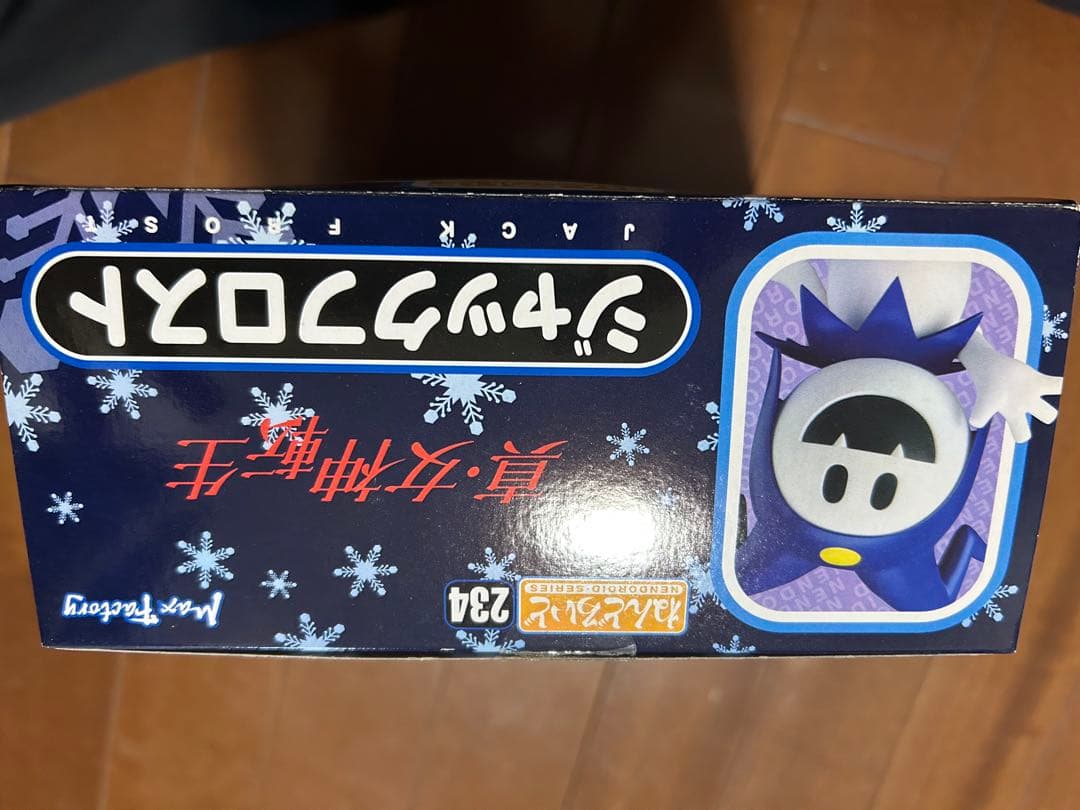 ねんどろいど 234
NENDOROID-SERIES
Max Factory
真・女神転生
ジャックフロスト
JACK FROST